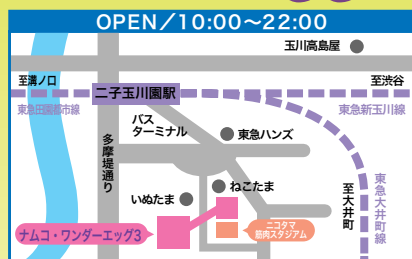 OPEN/10:00〜22:00
玉川高島屋
至溝ノ口
至渋谷
二子玉川園駅
東急田園都市線
東急新玉川線
バス
ターミナル
東急ハンズ
多摩堤通り
ねこたま
いぬたま
至大井町
東急大井町線
ナムコ・ワンダーエッグ3
ニコタマ
筋肉スタジアム